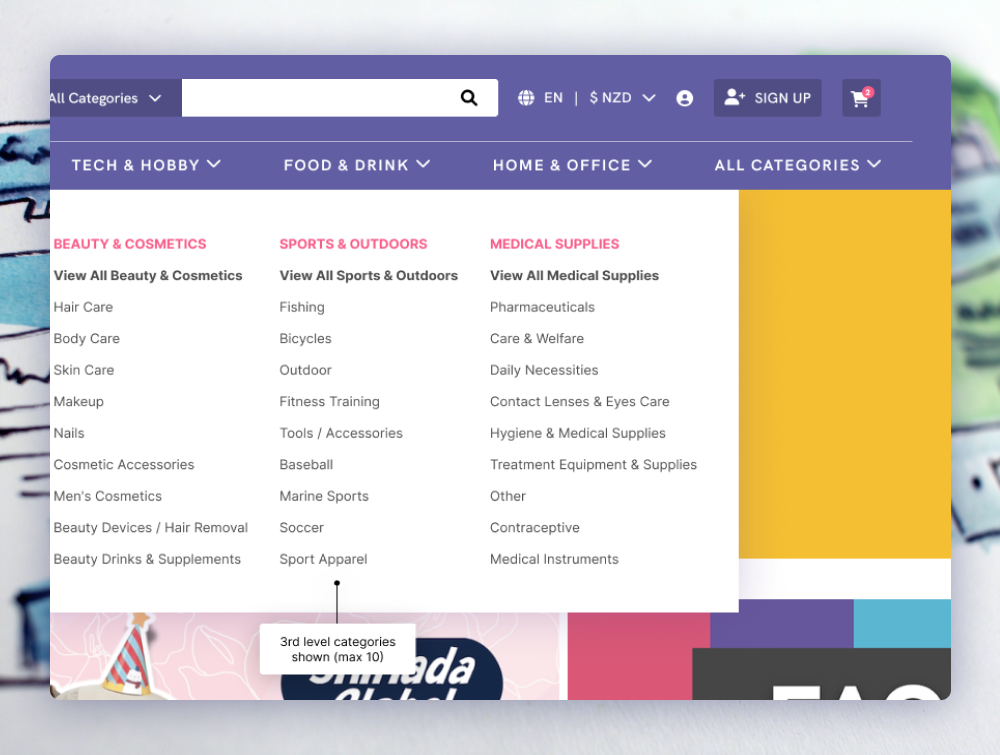 All Categories
EN | $ NZD
SIGN UP
2
TECH & HOBBY
FOOD & DRINK
HOME & OFFICE
ALL CATEGORIES
BEAUTY & COSMETICS
View All Beauty & Cosmetics
Hair Care
Body Care
Skin Care
Makeup
Nails
Cosmetic Accessories
Men's Cosmetics
Beauty Devices / Hair Removal
Beauty Drinks & Supplements
SPORTS & OUTDOORS
View All Sports & Outdoors
Fishing
Bicycles
Outdoor
Fitness Training
Tools / Accessories
Baseball
Marine Sports
Soccer
Sport Apparel
MEDICAL SUPPLIES
View All Medical Supplies
Pharmaceuticals
Care & Welfare
Daily Necessities
Contact Lenses & Eyes Care
Hygiene & Medical Supplies
Treatment Equipment & Supplies
Other
Contraceptive
Medical Instruments
3rd level categories
shown (max 10)
Global
FAQ